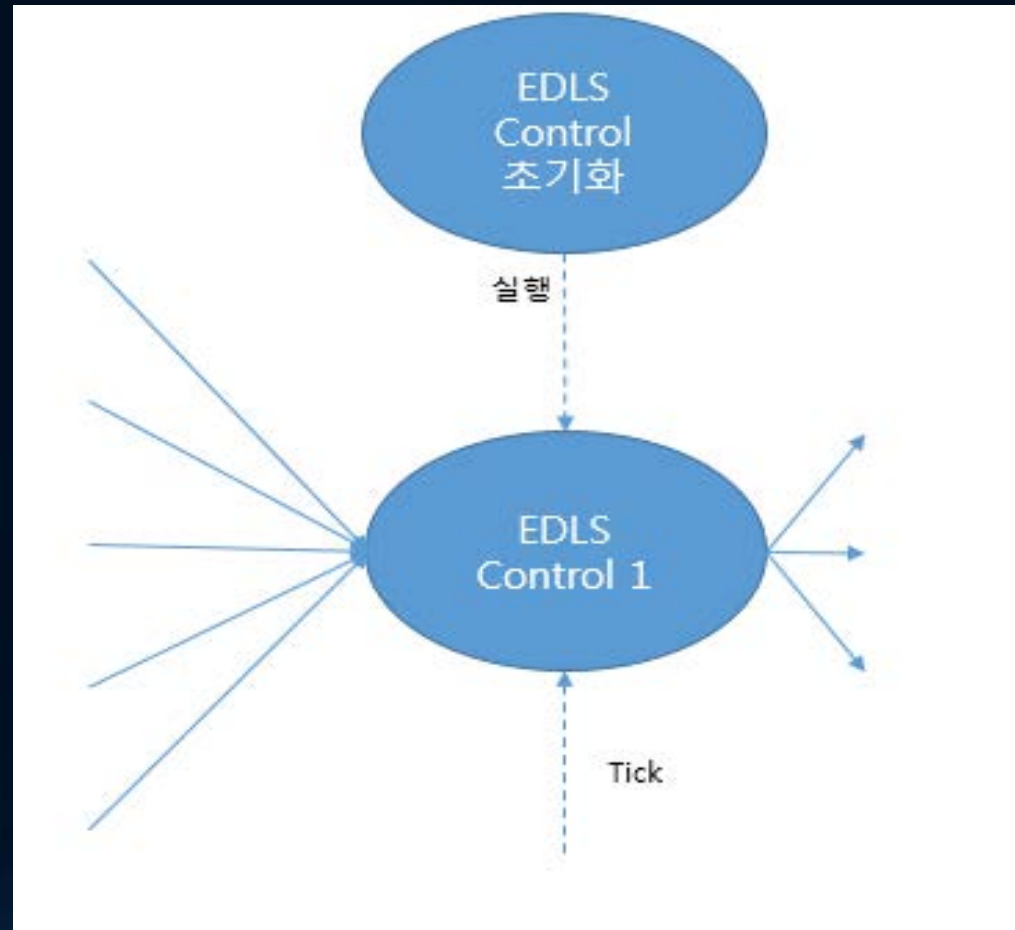 EDLS
Control
초기화
실행
EDLS
Control 1
Tick